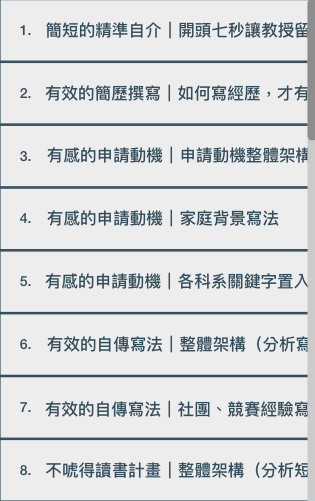 1. 簡短的精準自介｜開頭七秒讓教授留
2. 有效的簡歷撰寫｜如何寫經歷，才有
3. 有感的申請動機｜申請動機整體架構
4. 有感的申請動機｜家庭背景寫法
5. 有感的申請動機｜各科系關鍵字置入
6. 有效的自傳寫法｜整體架構（分析寫
7. 有效的自傳寫法｜社團、競賽經驗寫
8. 不唬得讀書計畫｜整體架構（分析短